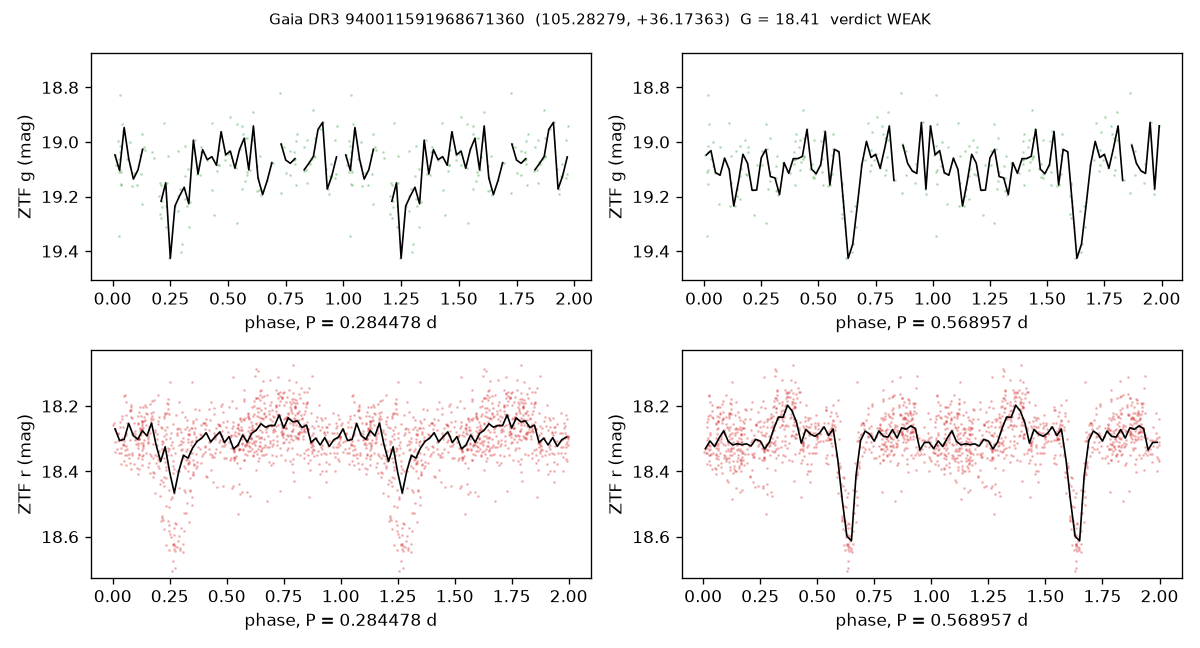 Gaia DR3 940011591968671360 (105.28279, +36.17363) G = 18.41 verdict WEAK
ZTF g (mag)
18.8
19.0
19.2
19.4
0.00 0.25 0.50 0.75 1.00 1.25 1.50 1.75 2.00
phase, P = 0.284478 d
ZTF g (mag)
18.8
19.0
19.2
19.4
0.00 0.25 0.50 0.75 1.00 1.25 1.50 1.75 2.00
phase, P = 0.568957 d
ZTF r (mag)
18.2
18.4
18.6
0.00 0.25 0.50 0.75 1.00 1.25 1.50 1.75 2.00
phase, P = 0.284478 d
ZTF r (mag)
18.2
18.4
18.6
0.00 0.25 0.50 0.75 1.00 1.25 1.50 1.75 2.00
phase, P = 0.568957 d